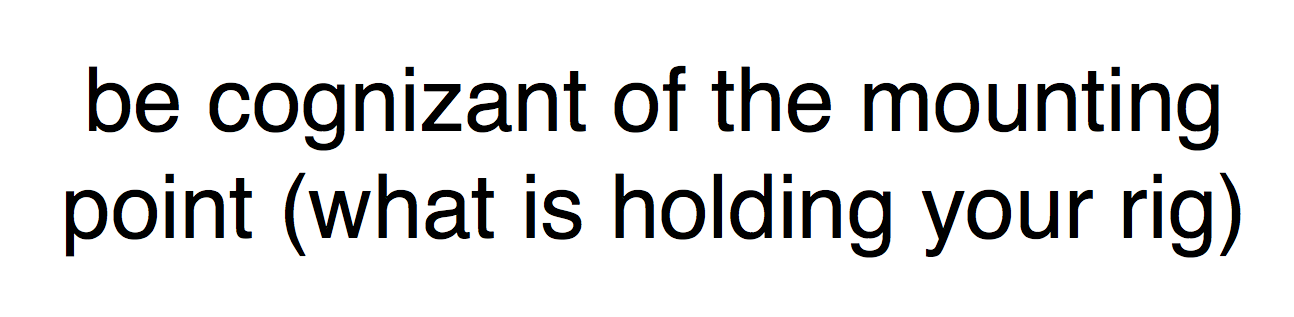 be cognizant of the mounting
point (what is holding your rig)